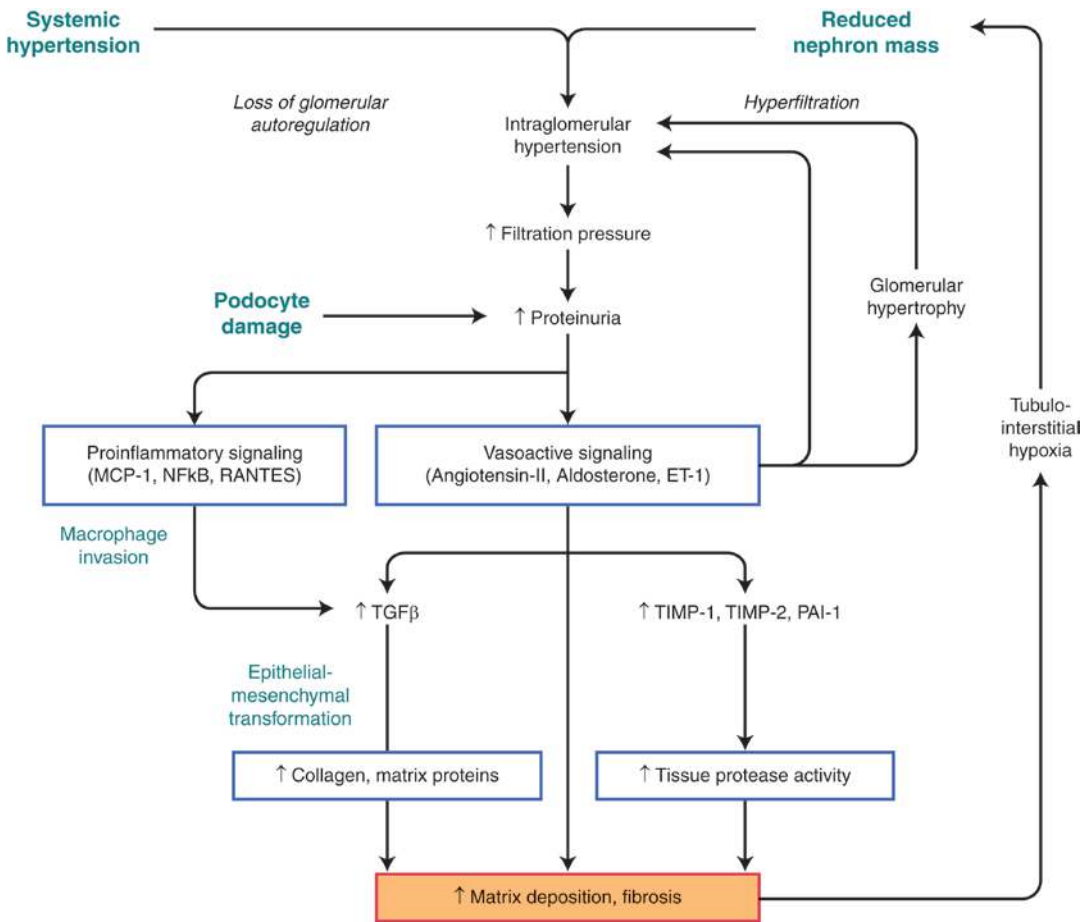 Systemic
hypertension
Reduced
nephron mass
Loss of glomerular
autoregulation
Hyperfiltration
Intraglomerular
hypertension
↑ Filtration pressure
Glomerular
hypertrophy
Podocyte
damage
↑ Proteinuria
Tubulo-
interstitial
hypoxia
Proinflammatory signaling
(MCP-1, NFkB, RANTES)
Vasoactive signaling
(Angiotensin-II, Aldosterone, ET-1)
Macrophage
invasion
↑ TGFβ
↑ TIMP-1, TIMP-2, PAI-1
Epithelial-
mesenchymal
transformation
↑ Collagen, matrix proteins
↑ Tissue protease activity
↑ Matrix deposition, fibrosis